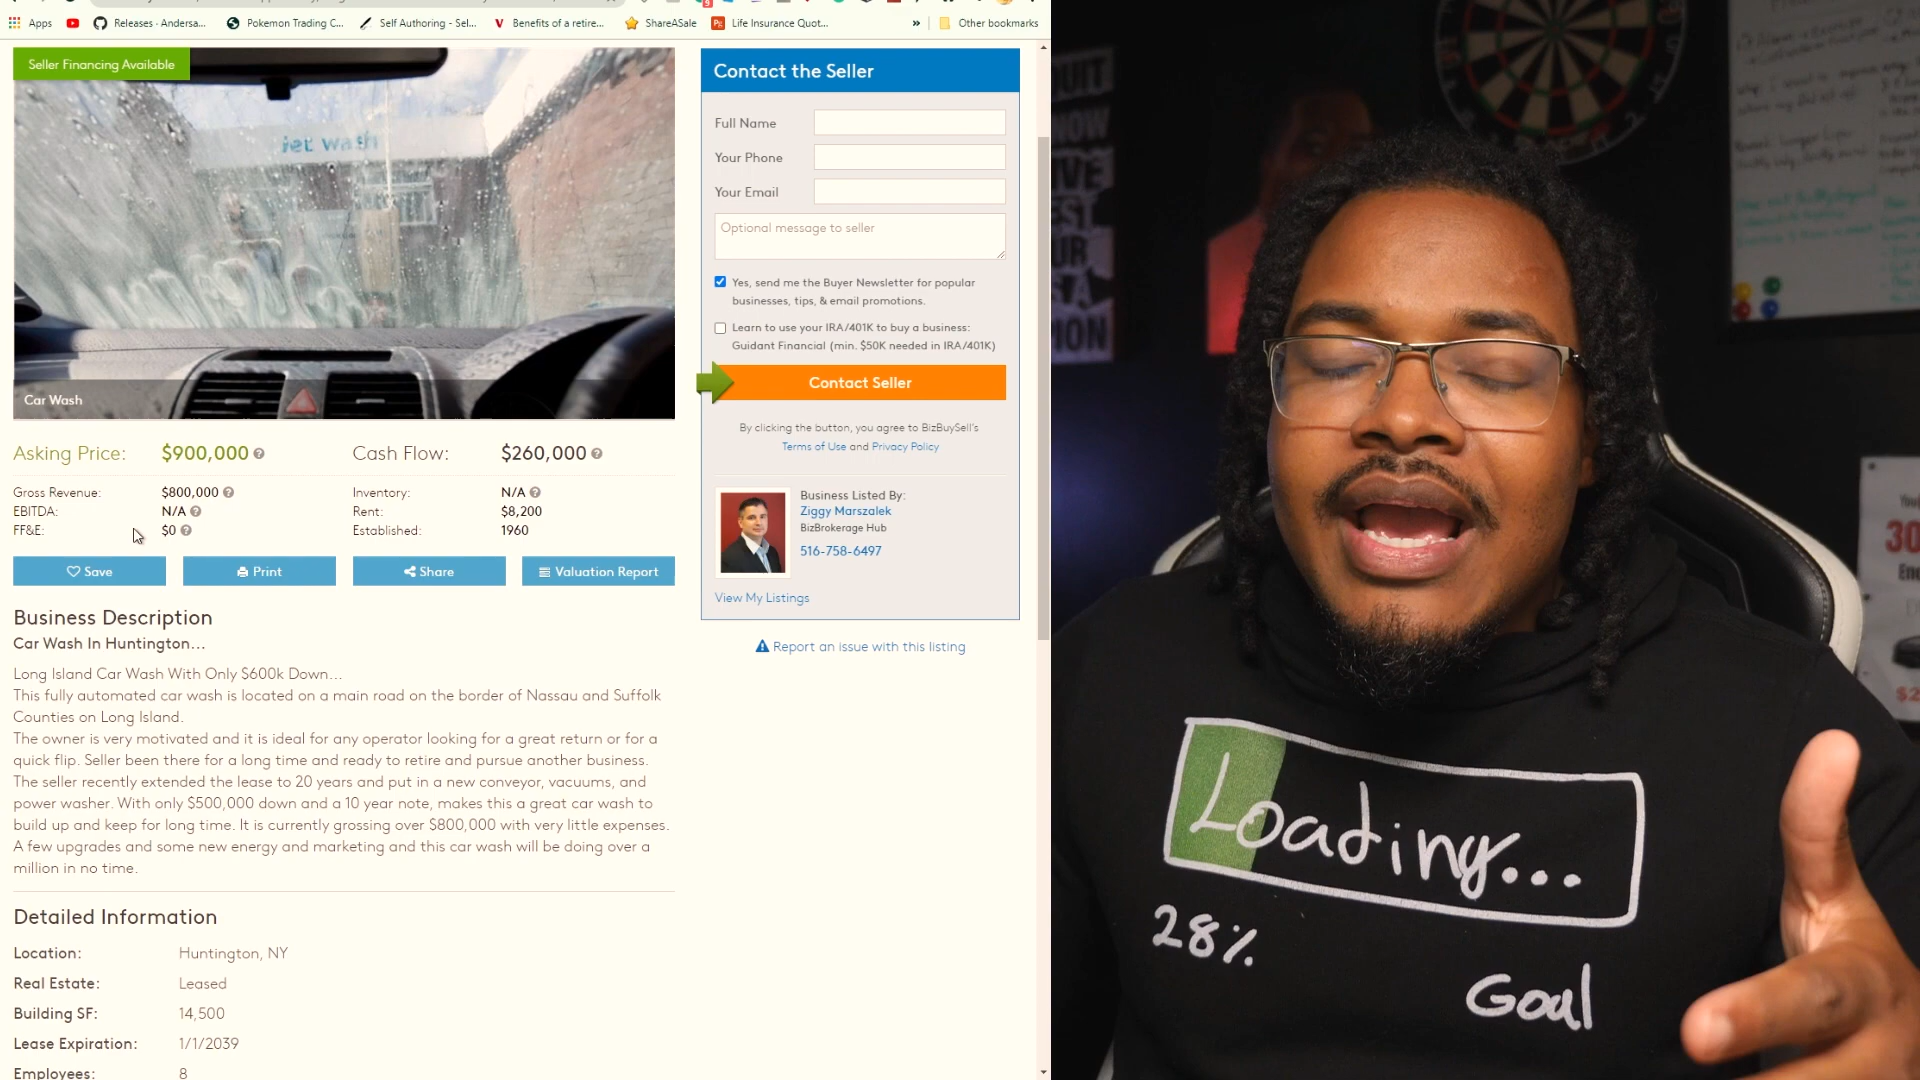 Apps
Releases · Andersa...
Pokemon Trading C...
Self Authoring - Sel...
Benefits of a retire...
ShareASale
Life Insurance Quot...
»
Other bookmarks
Seller Financing Available
jet wash
Car Wash
Asking Price: $900,000
Cash Flow: $260,000
Gross Revenue: $800,000
EBITDA: N/A
FF&E: $0
Inventory: N/A
Rent: $8,200
Established: 1960
Save
Print
Share
Valuation Report
Business Description
Car Wash In Huntington...
Long Island Car Wash With Only $600k Down...
This fully automated car wash is located on a main road on the border of Nassau and Suffolk
Counties on Long Island.
The owner is very motivated and it is ideal for any operator looking for a great return or for a
quick flip. Seller been there for a long time and ready to retire and pursue another business.
The seller recently extended the lease to 20 years and put in a new conveyor, vacuums, and
power washer. With only $500,000 down and a 10 year note, makes this a great car wash to
build up and keep for long time. It is currently grossing over $800,000 with very little expenses.
A few upgrades and some new energy and marketing and this car wash will be doing over a
million in no time.
Detailed Information
Location: Huntington, NY
Real Estate: Leased
Building SF: 14,500
Lease Expiration: 1/1/2039
Employees: 8
Contact the Seller
Full Name
Your Phone
Your Email
Optional message to seller
Yes, send me the Buyer Newsletter for popular
businesses, tips, & email promotions.
Learn to use your IRA/401K to buy a business:
Guidant Financial (min. $50K needed in IRA/401K)
Contact Seller
By clicking the button, you agree to BizBuySell's
Terms of Use and Privacy Policy
Business Listed By:
Ziggy Marszalek
BizBrokerage Hub
516-758-6497
View My Listings
Report an issue with this listing
Loading...
28%
Goal